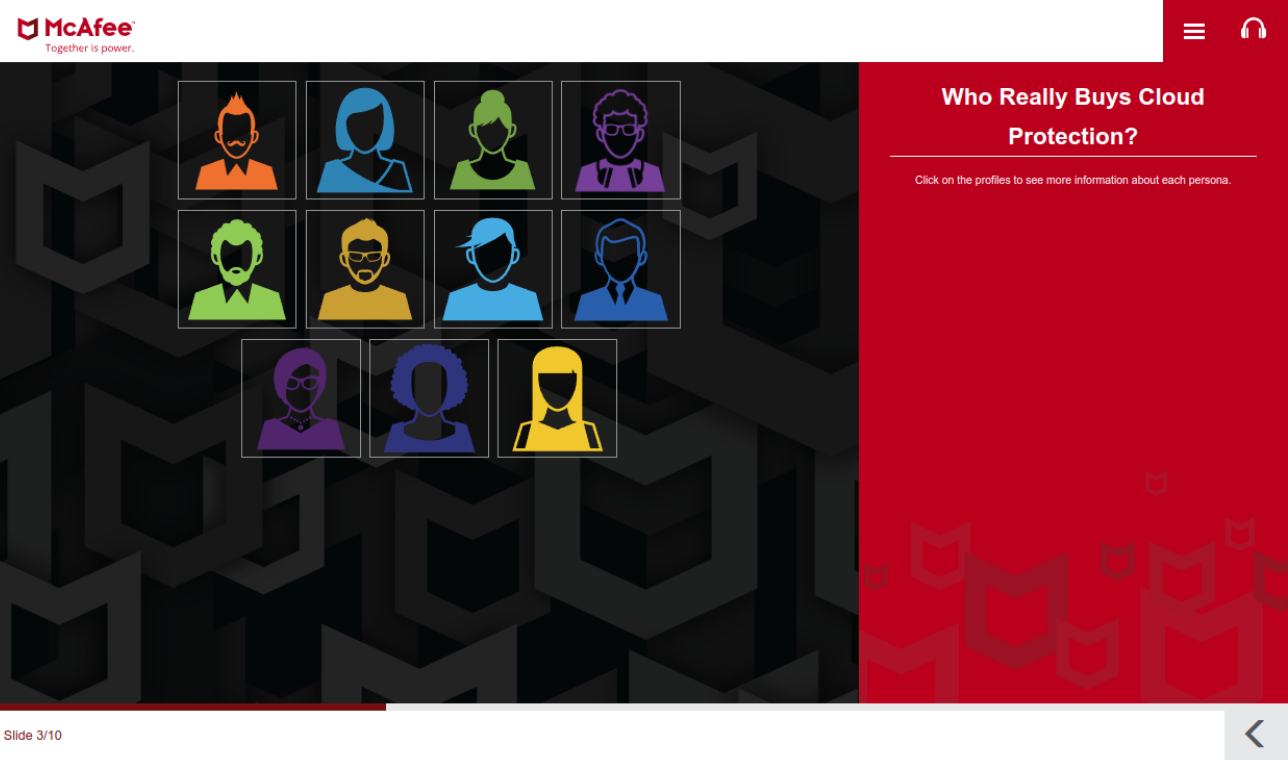 McAfee™
Together is power.
Who Really Buys Cloud
Protection?
Click on the profiles to see more information about each persona.
Slide 3/10